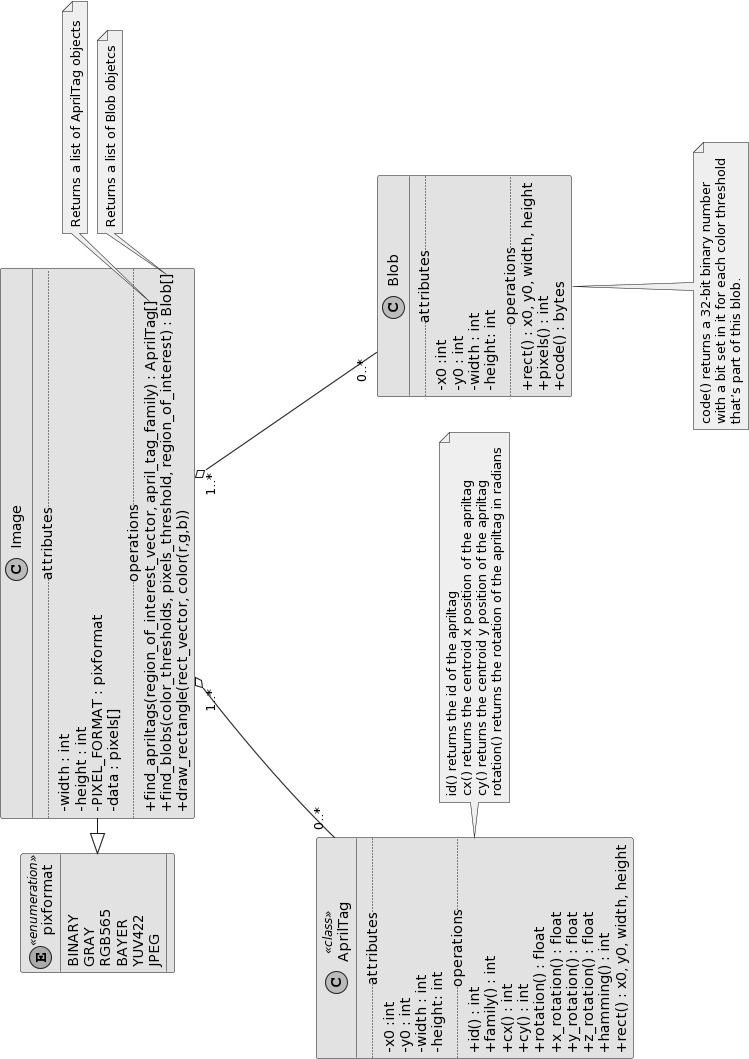 Returns a list of AprilTag objects
Returns a list of Blob objetcs
C Image
attributes
-width : int
-height : int
-PIXEL_FORMAT : pixformat
-data : pixels[]
operations
+find_apriltags(region_of_interest_vector, april_tag_family) : AprilTag[]
+find_blobs(color_thresholds, pixels_threshold, region_of_interest) : Blob[]
+draw_rectangle(rect_vector, color(r,g,b))
«enumeration»
E pixformat
BINARY
GRAY
RGB565
BAYER
YUV422
JPEG
1..*
0..*
1..*
0..*
C Blob
attributes
-x0 :int
-y0 : int
-width : int
-height: int
operations
+rect() : x0, y0, width, height
+pixels() : int
+code() : bytes
code() returns a 32-bit binary number
with a bit set in it for each color threshold
that's part of this blob.
id() returns the id of the apriltag
cx() returns the centroid x position of the apriltag
cy() returns the centroid y position of the apriltag
rotation() returns the rotation of the apriltag in radians
«class»
C AprilTag
attributes
-x0 :int
-y0 : int
-width : int
-height: int
operations
+id() : int
+family() : int
+cx() : int
+cy() : int
+rotation() : float
+x_rotation() : float
+y_rotation() : float
+z_rotation() : float
+hamming() : int
+rect() : x0, y0, width, height